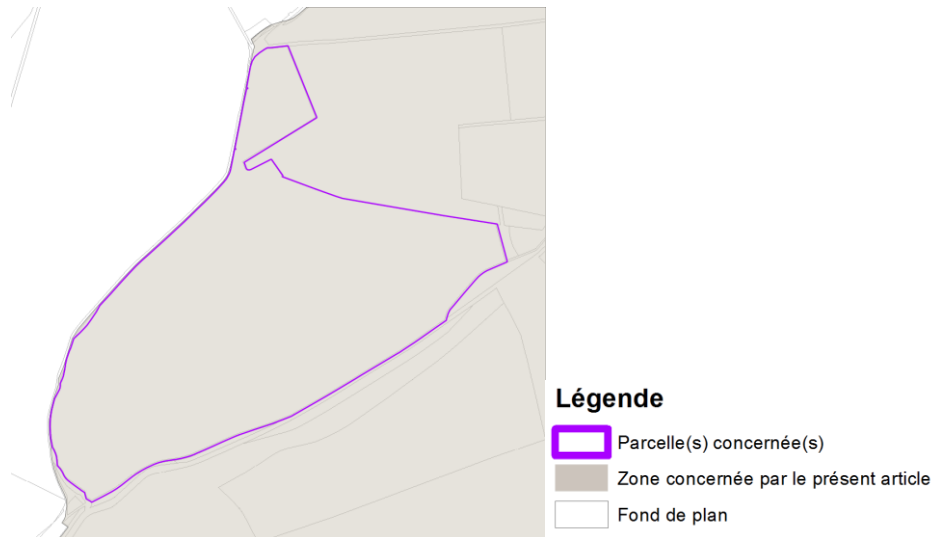 Légende
Parcelle(s) concernée(s)
Zone concernée par le présent article
Fond de plan